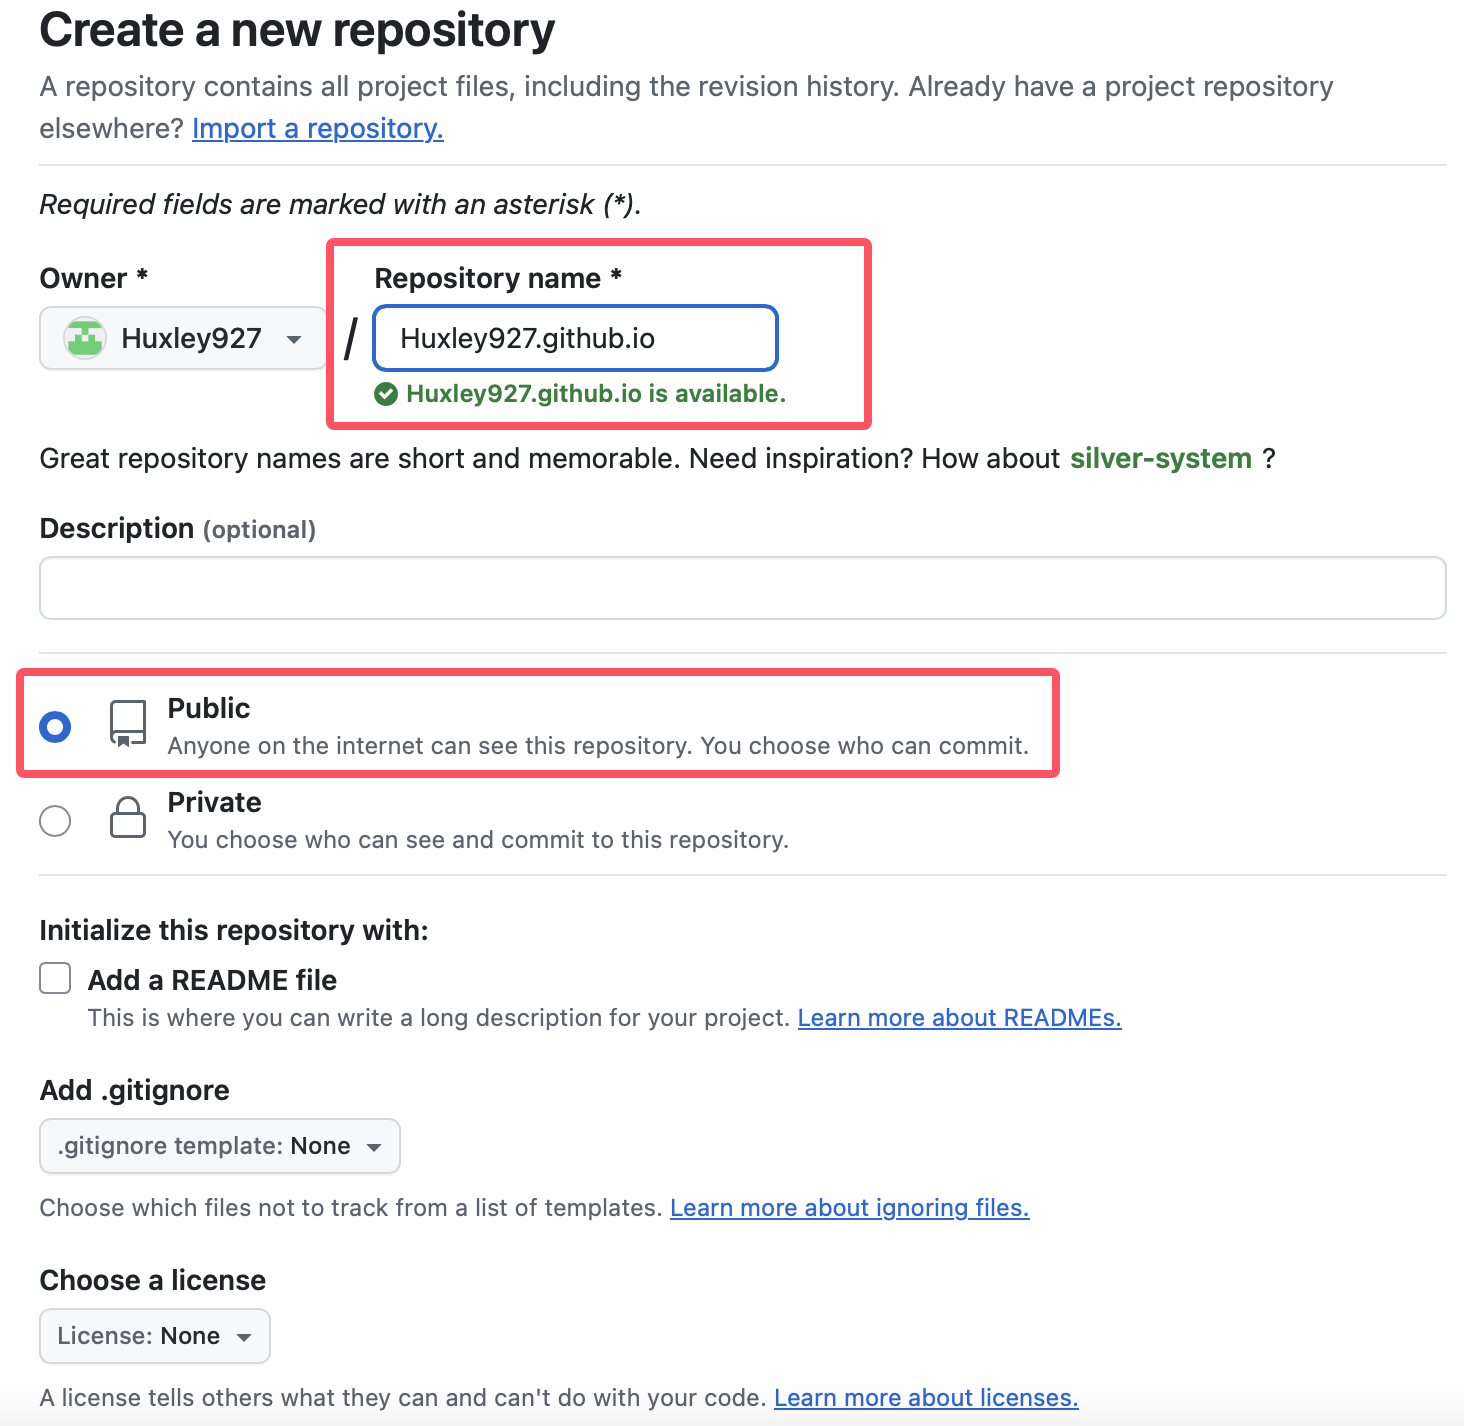 Create a new repository
A repository contains all project files, including the revision history. Already have a project repository
elsewhere? Import a repository.
Required fields are marked with an asterisk (*).
Owner *
Repository name *
Huxley927
/
Huxley927.github.io
Huxley927.github.io is available.
Great repository names are short and memorable. Need inspiration? How about silver-system ?
Description (optional)
Public
Anyone on the internet can see this repository. You choose who can commit.
Private
You choose who can see and commit to this repository.
Initialize this repository with:
Add a README file
This is where you can write a long description for your project. Learn more about READMEs.
Add .gitignore
.gitignore template: None
Choose which files not to track from a list of templates. Learn more about ignoring files.
Choose a license
License: None
A license tells others what they can and can't do with your code. Learn more about licenses.